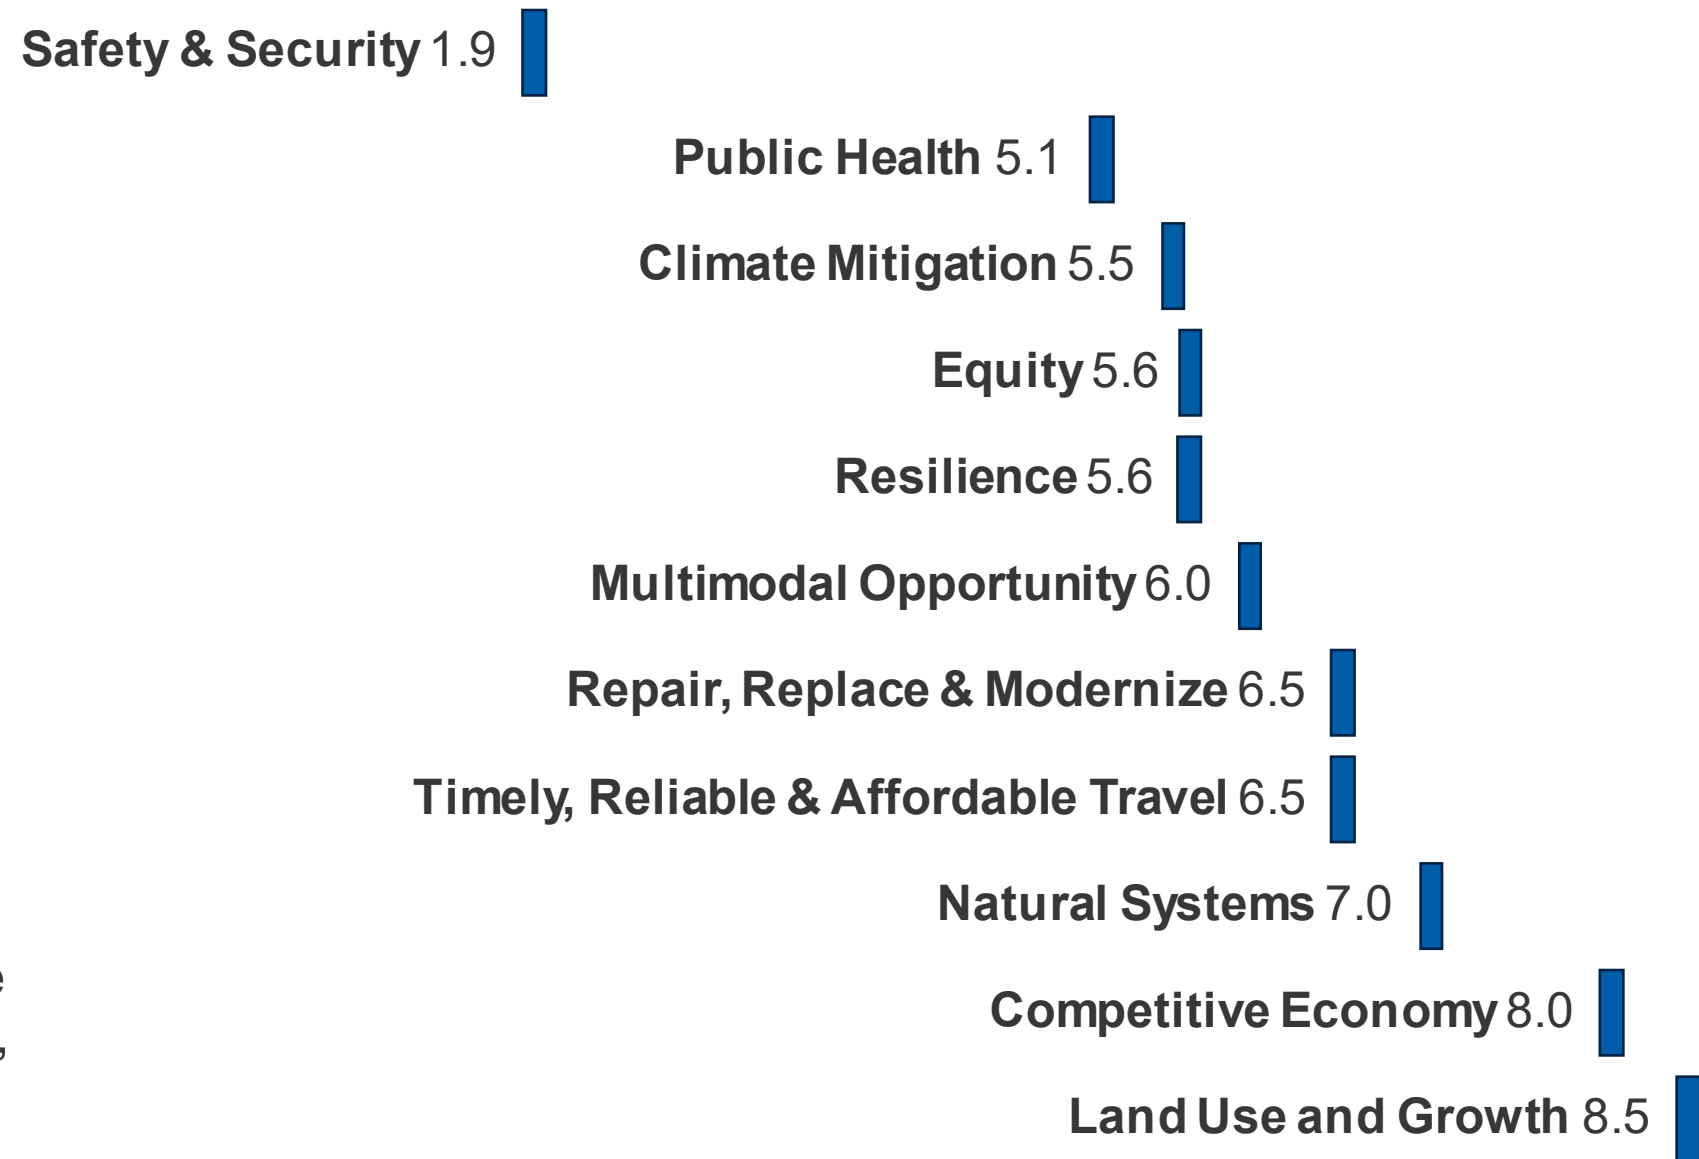 Safety & Security 1.9
Public Health 5.1
Climate Mitigation 5.5
Equity 5.6
Resilience 5.6
Multimodal Opportunity 6.0
Repair, Replace & Modernize 6.5
Timely, Reliable & Affordable Travel 6.5
Natural Systems 7.0
Competitive Economy 8.0
Land Use and Growth 8.5